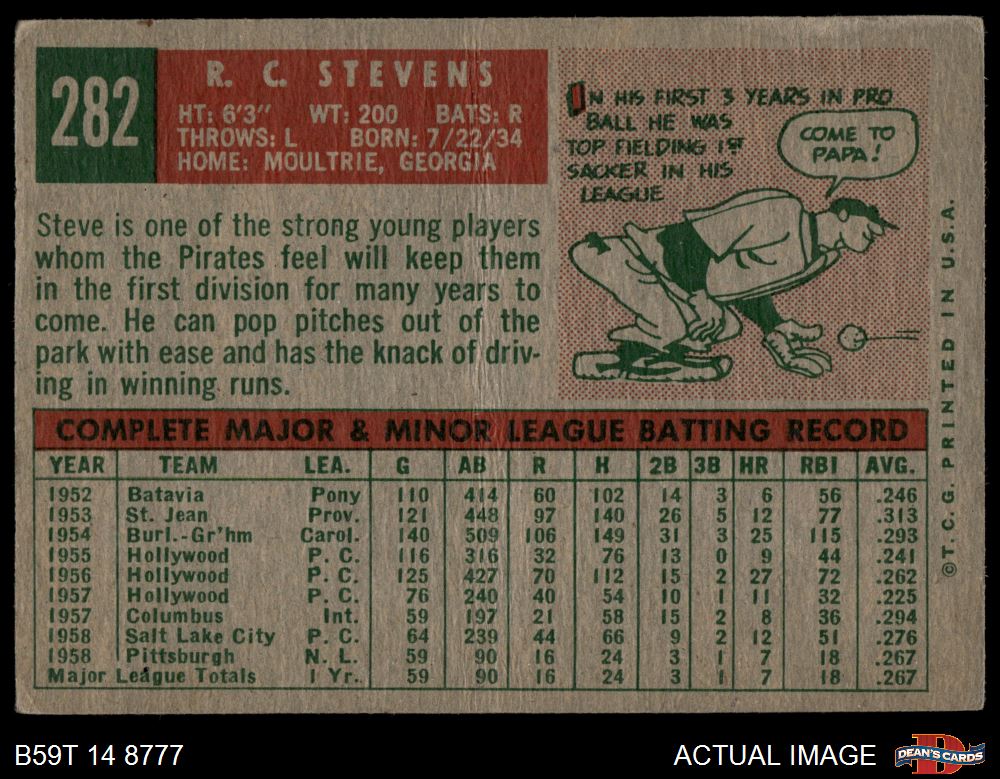 282
R. C. STEVENS
HT: 6'3" WT: 200 BATS: R
THROWS: L BORN: 7/22/34
HOME: MOULTRIE, GEORGIA
Steve is one of the strong young players
whom the Pirates feel will keep them
in the first division for many years to
come. He can pop pitches out of the
park with ease and has the knack of driv-
ing in winning runs.
IN HIS FIRST 3 YEARS IN PRO
BALL HE WAS
TOP FIELDING 1ST
SACKER IN HIS
LEAGUE
COME TO
PAPA!
COMPLETE MAJOR & MINOR LEAGUE BATTING RECORD
YEAR TEAM LEA. G AB R H 2B 3B HR RBI AVG.
1952 Batavia Pony 110 414 60 102 14 3 6 56 .246
1953 St. Jean Prov. 121 448 97 140 26 5 12 77 .313
1954 Burl.-Gr'hm Carol. 140 509 106 149 31 3 25 115 .293
1955 Hollywood P. C. 116 316 32 76 13 0 9 44 .241
1956 Hollywood P. C. 125 427 70 112 15 2 27 72 .262
1957 Hollywood P. C. 76 240 40 54 10 1 11 32 .225
1957 Columbus Int. 59 197 21 58 15 2 8 36 .294
1958 Salt Lake City P. C. 64 239 44 66 9 2 12 51 .276
1958 Pittsburgh N. L. 59 90 16 24 3 1 7 18 .267
Major League Totals 1 Yr. 59 90 16 24 3 1 7 18 .267
©T. C. G. PRINTED IN U.S.A.
B59T 14 8777
ACTUAL IMAGE
DEAN'S CARDS